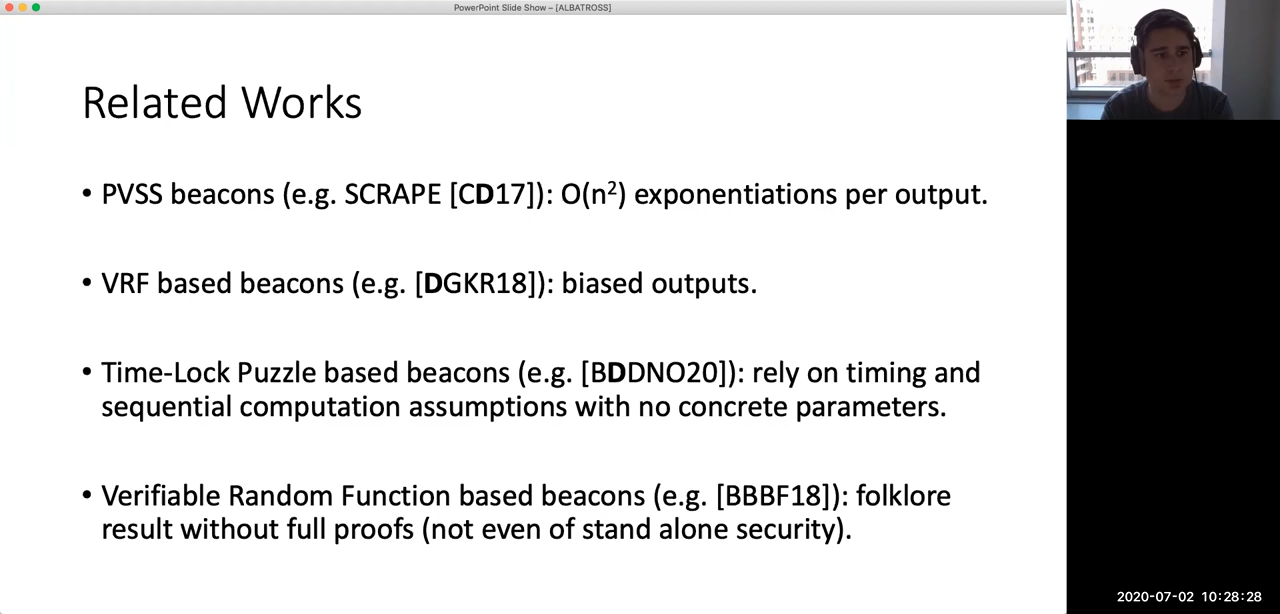 PowerPoint Slide Show – [ALBATROSS]
Related Works
• PVSS beacons (e.g. SCRAPE [CD17]): O(n²) exponentiations per output.
• VRF based beacons (e.g. [DGKR18]): biased outputs.
• Time-Lock Puzzle based beacons (e.g. [BDDNO20]): rely on timing and
sequential computation assumptions with no concrete parameters.
• Verifiable Random Function based beacons (e.g. [BBBF18]): folklore
result without full proofs (not even of stand alone security).
2020-07-02 10:28:28